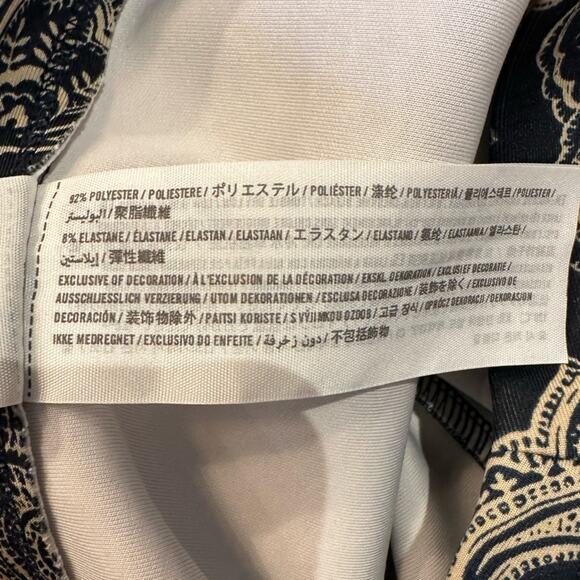 92% POLYESTER / POLIESTERE / ポリエステル / POLIÉSTER / 涤纶 / POLYESTERIÄ / 폴리에스테르 / POLJESTER /
البوليستر / 聚脂纖維
8% ELASTANE / ÉLASTANE / ELASTAN / ELASTAAN / エラスタン / ELASTANO / 氨纶 / ELASTAANIA / 엘라스탄 /
إيلاستين / 彈性纖維
EXCLUSIVE OF DECORATION / À L'EXCLUSION DE LA DÉCORATION / EKSKL. DEKORATION / EXCLUSIEF DECORATIE /
AUSSCHLIESSLICH VERZIERUNG / UTOM DEKORATIONEN / ESCLUSA DECORAZIONE / 装飾を除く / EXCLUSIVO DE
DECORACIÓN / 装饰物除外 / PAITSI KORISTE / S VÝJIMKOU OZDOB / 고급 장식 / OPRÓCZ DEKORACJI / DEKORASJON
IKKE MEDREGNET / EXCLUSIVO DO ENFEITE / دون زخرفة / 不包括飾物